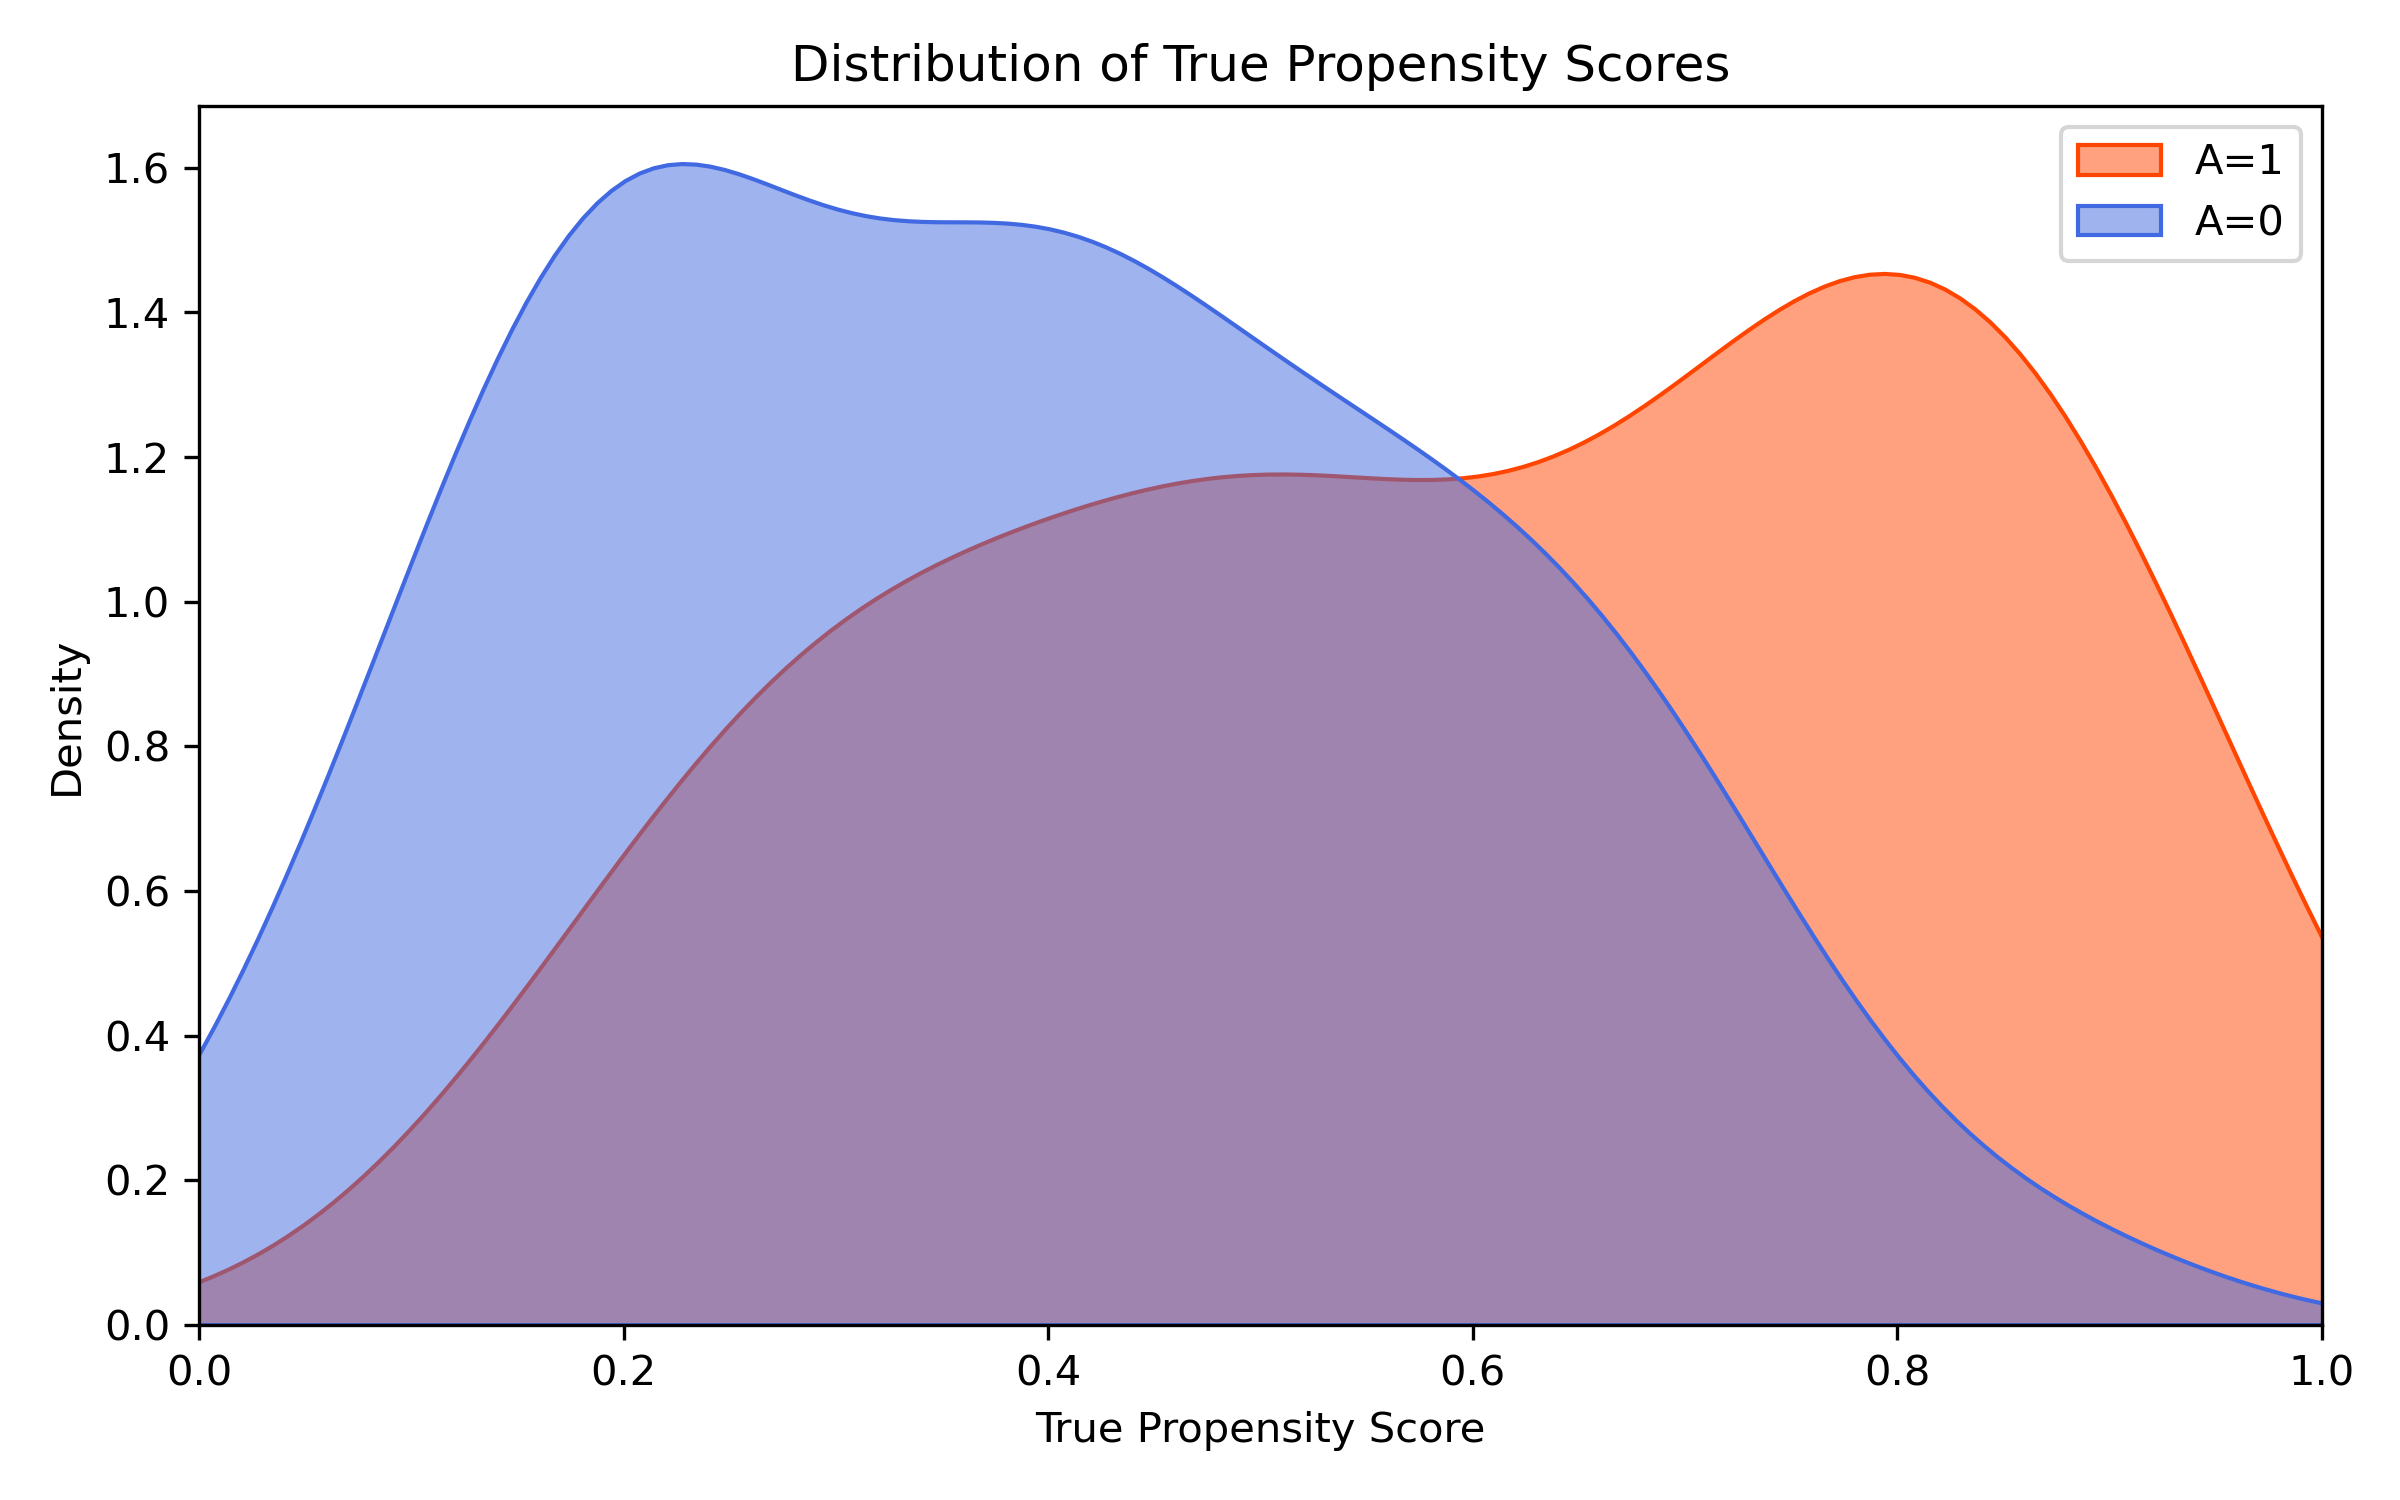 Distribution of True Propensity Scores
A=1
A=0
1.6
1.4
1.2
1.0
0.8
0.6
0.4
0.2
0.0
Density
0.0 0.2 0.4 0.6 0.8 1.0
True Propensity Score